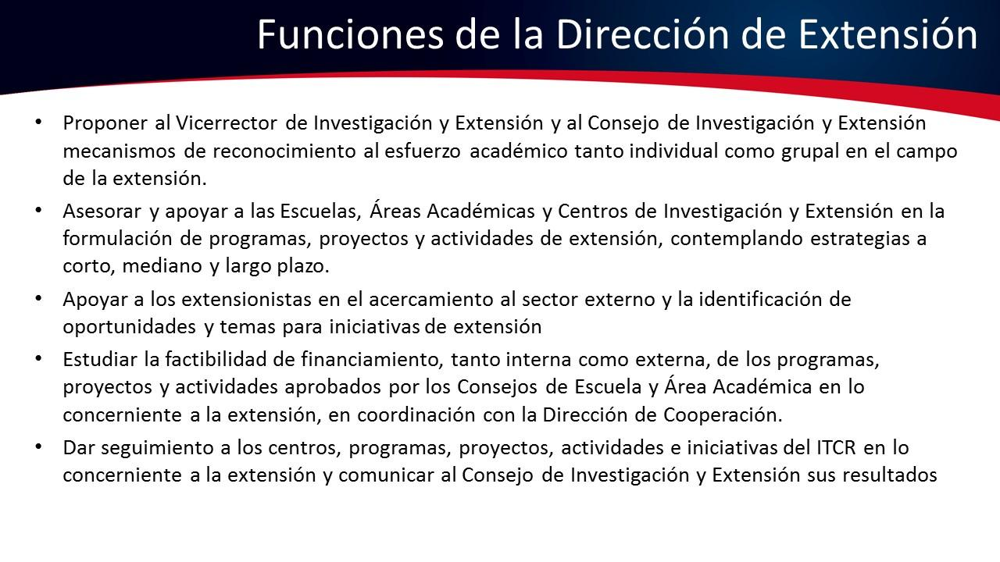 Funciones de la Dirección de Extensión
• Proponer al Vicerrector de Investigación y Extensión y al Consejo de Investigación y Extensión
mecanismos de reconocimiento al esfuerzo académico tanto individual como grupal en el campo
de la extensión.
• Asesorar y apoyar a las Escuelas, Áreas Académicas y Centros de Investigación y Extensión en la
formulación de programas, proyectos y actividades de extensión, contemplando estrategias a
corto, mediano y largo plazo.
• Apoyar a los extensionistas en el acercamiento al sector externo y la identificación de
oportunidades y temas para iniciativas de extensión
• Estudiar la factibilidad de financiamiento, tanto interna como externa, de los programas,
proyectos y actividades aprobados por los Consejos de Escuela y Área Académica en lo
concerniente a la extensión, en coordinación con la Dirección de Cooperación.
• Dar seguimiento a los centros, programas, proyectos, actividades e iniciativas del ITCR en lo
concerniente a la extensión y comunicar al Consejo de Investigación y Extensión sus resultados